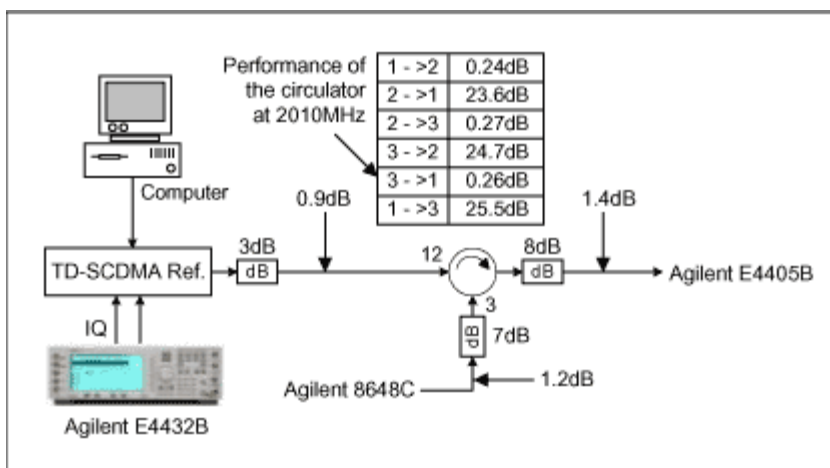 Performance of
the circulator
at 2010MHz
1 - >2 0.24dB
2 - >1 23.6dB
2 - >3 0.27dB
3 - >2 24.7dB
3 - >1 0.26dB
1 - >3 25.5dB
Computer
0.9dB
1.4dB
3dB
8dB
TD-SCDMA Ref.
dB
12
dB
Agilent E4405B
3
IQ
dB
7dB
Agilent 8648C
1.2dB
Agilent E4432B